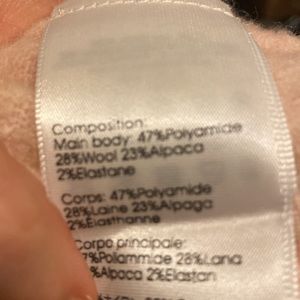 Composition:
Main body: 47%Polyamide
28%Wool 23%Alpaca
2%Elastane
Corps: 47%Polyamide
28%Laine 23%Alpaga
2%Elasthanne
Corpo principale:
7%Poliammide 28%Lana
%Alpaca 2%Elastan